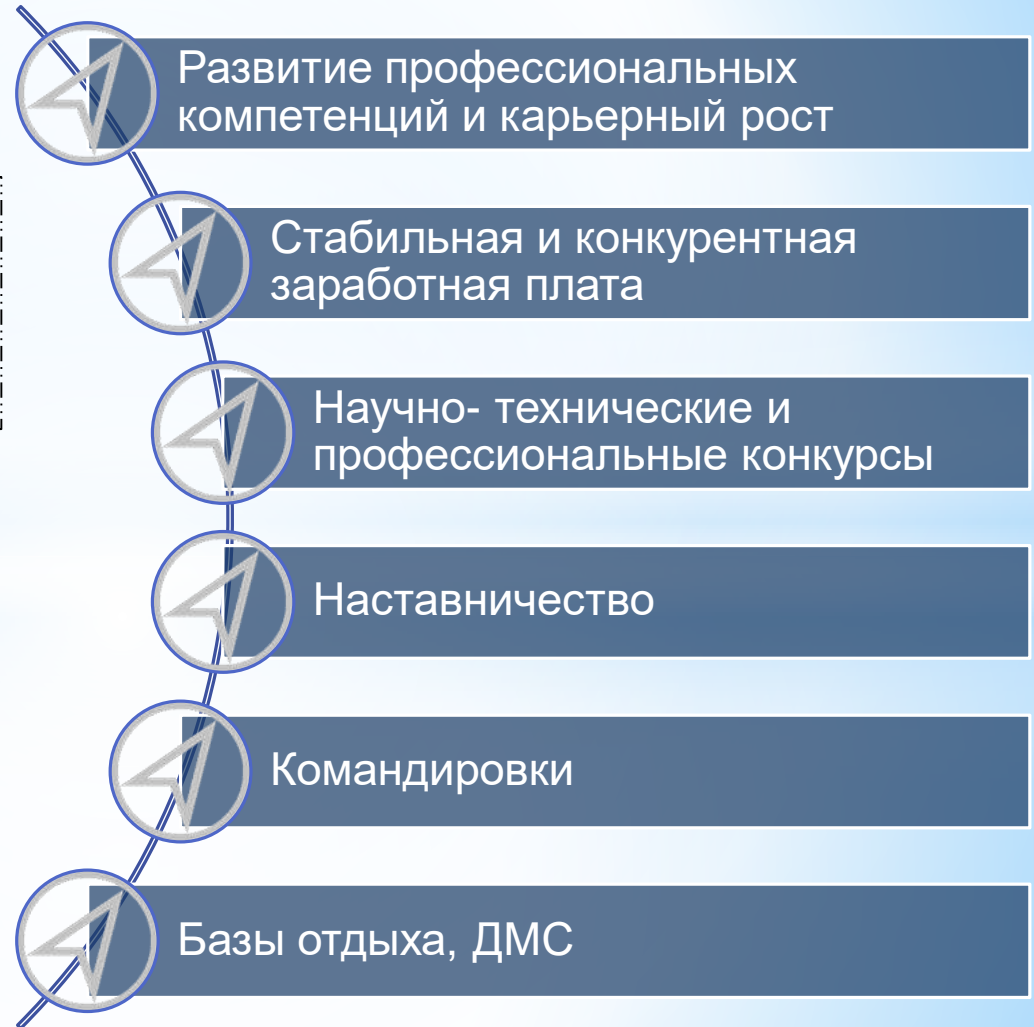 Развитие профессиональных
компетенций и карьерный рост
Стабильная и конкурентная
заработная плата
Научно- технические и
профессиональные конкурсы
Наставничество
Командировки
Базы отдыха, ДМС